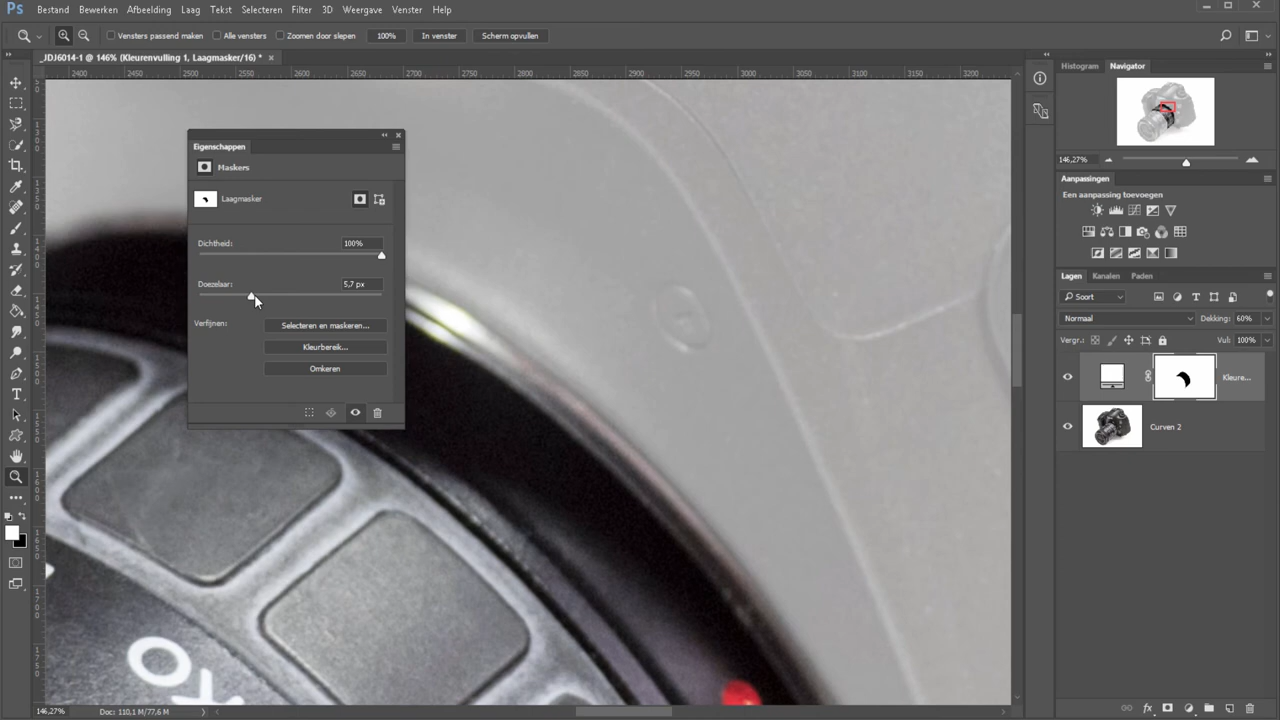 Ps Bestand Bewerken Afbeelding Laag Tekst Selecteren Filter 3D Weergave Venster Help
Vensters passend maken Alle vensters Zoomen door slepen 100% In venster Scherm opvullen
_JDJ6014-1 @ 146% (Kleurenvulling 1, Laagmasker/16) *
2400 2450 2500 2550 2600 2650 2700 2750 2800 2850 2900 2950 3000 3050 3100 3150 3200
Histogram Navigator
Eigenschappen
Maskers
146,27%
Aanpassingen
Een aanpassing toevoegen
Laagmasker
Dichtheid: 100%
Doezelaar: 5,7 px
Verfijnen: Selecteren en maskeren...
Kleurbereik...
Omkeren
Lagen Kanalen Paden
Soort
Normaal Dekking: 60%
Vergr.: Vul: 100%
Kleure...
Curven 2
146,27% Doc: 110,1 M/77,6 M